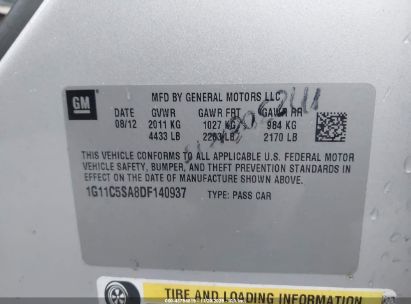 GM
MFD BY GENERAL MOTORS LLC
DATE GVWR GAWR FRT GAWR RR
08/12 2011 KG 1027 KG 984 KG
4433 LB 2263 LB 2170 LB
THIS VEHICLE CONFORMS TO ALL APPLICABLE U.S. FEDERAL MOTOR
VEHICLE SAFETY, BUMPER, AND THEFT PREVENTION STANDARDS IN
EFFECT ON THE DATE OF MANUFACTURE SHOWN ABOVE.
1G11C5SA8DF140937 TYPE: PASS CAR
TIRE AND LOADING INFORMATION